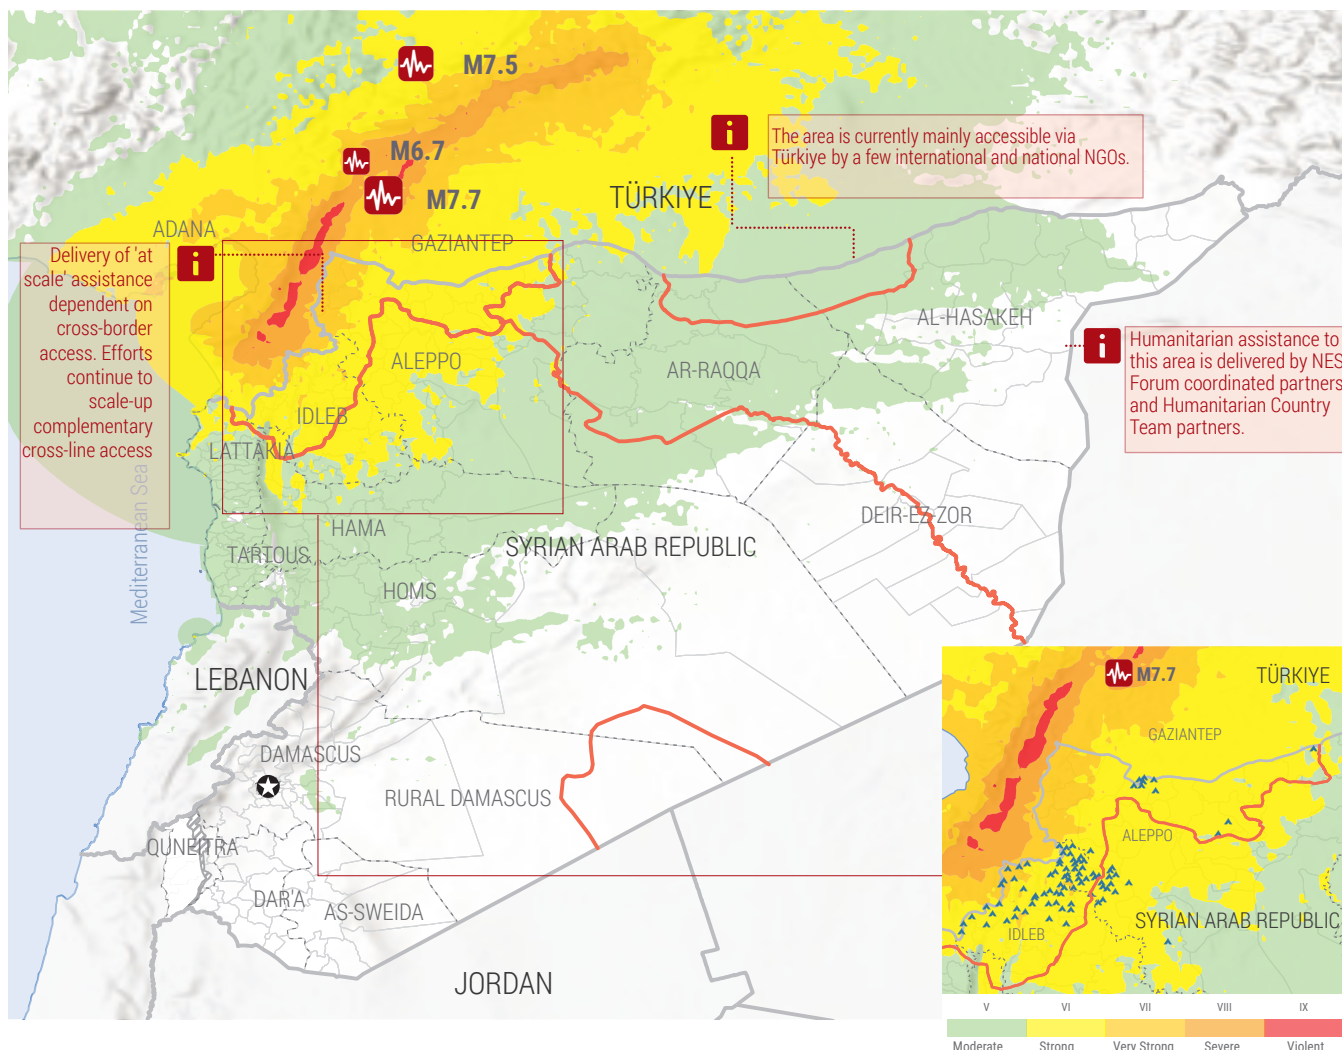 M7.5
M6.7
M7.7
The area is currently mainly accessible via
Türkiye by a few international and national NGOs.
TÜRKİYE
ADANA
GAZIANTEP
Delivery of 'at
scale' assistance
dependent on
cross-border
access. Efforts
continue to
scale-up
complementary
cross-line access
AL-HASAKEH
Humanitarian assistance to
this area is delivered by NES
Forum coordinated partners
and Humanitarian Country
Team partners.
ALEPPO
AR-RAQQA
IDLEB
LATTAKIA
Mediterranean Sea
HAMA
DEIR-EZ-ZOR
SYRIAN ARAB REPUBLIC
TARTOUS
HOMS
LEBANON
DAMASCUS
RURAL DAMASCUS
QUNEITRA
DAR'A
AS-SWEIDA
JORDAN
M7.7
TÜRKIYE
GAZIANTEP
ALEPPO
SYRIAN ARAB REPUBLIC
IDLEB
V VI VII VIII IX
Moderate Strong Very Strong Severe Violent